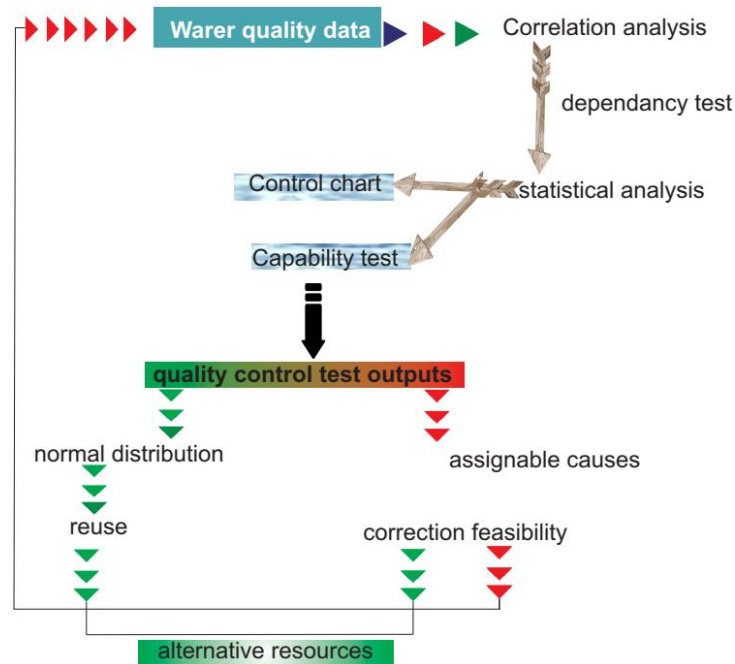 Warer quality data
Correlation analysis
dependancy test
Control chart
statistical analysis
Capability test
quality control test outputs
normal distribution
assignable causes
reuse
correction feasibility
alternative resources